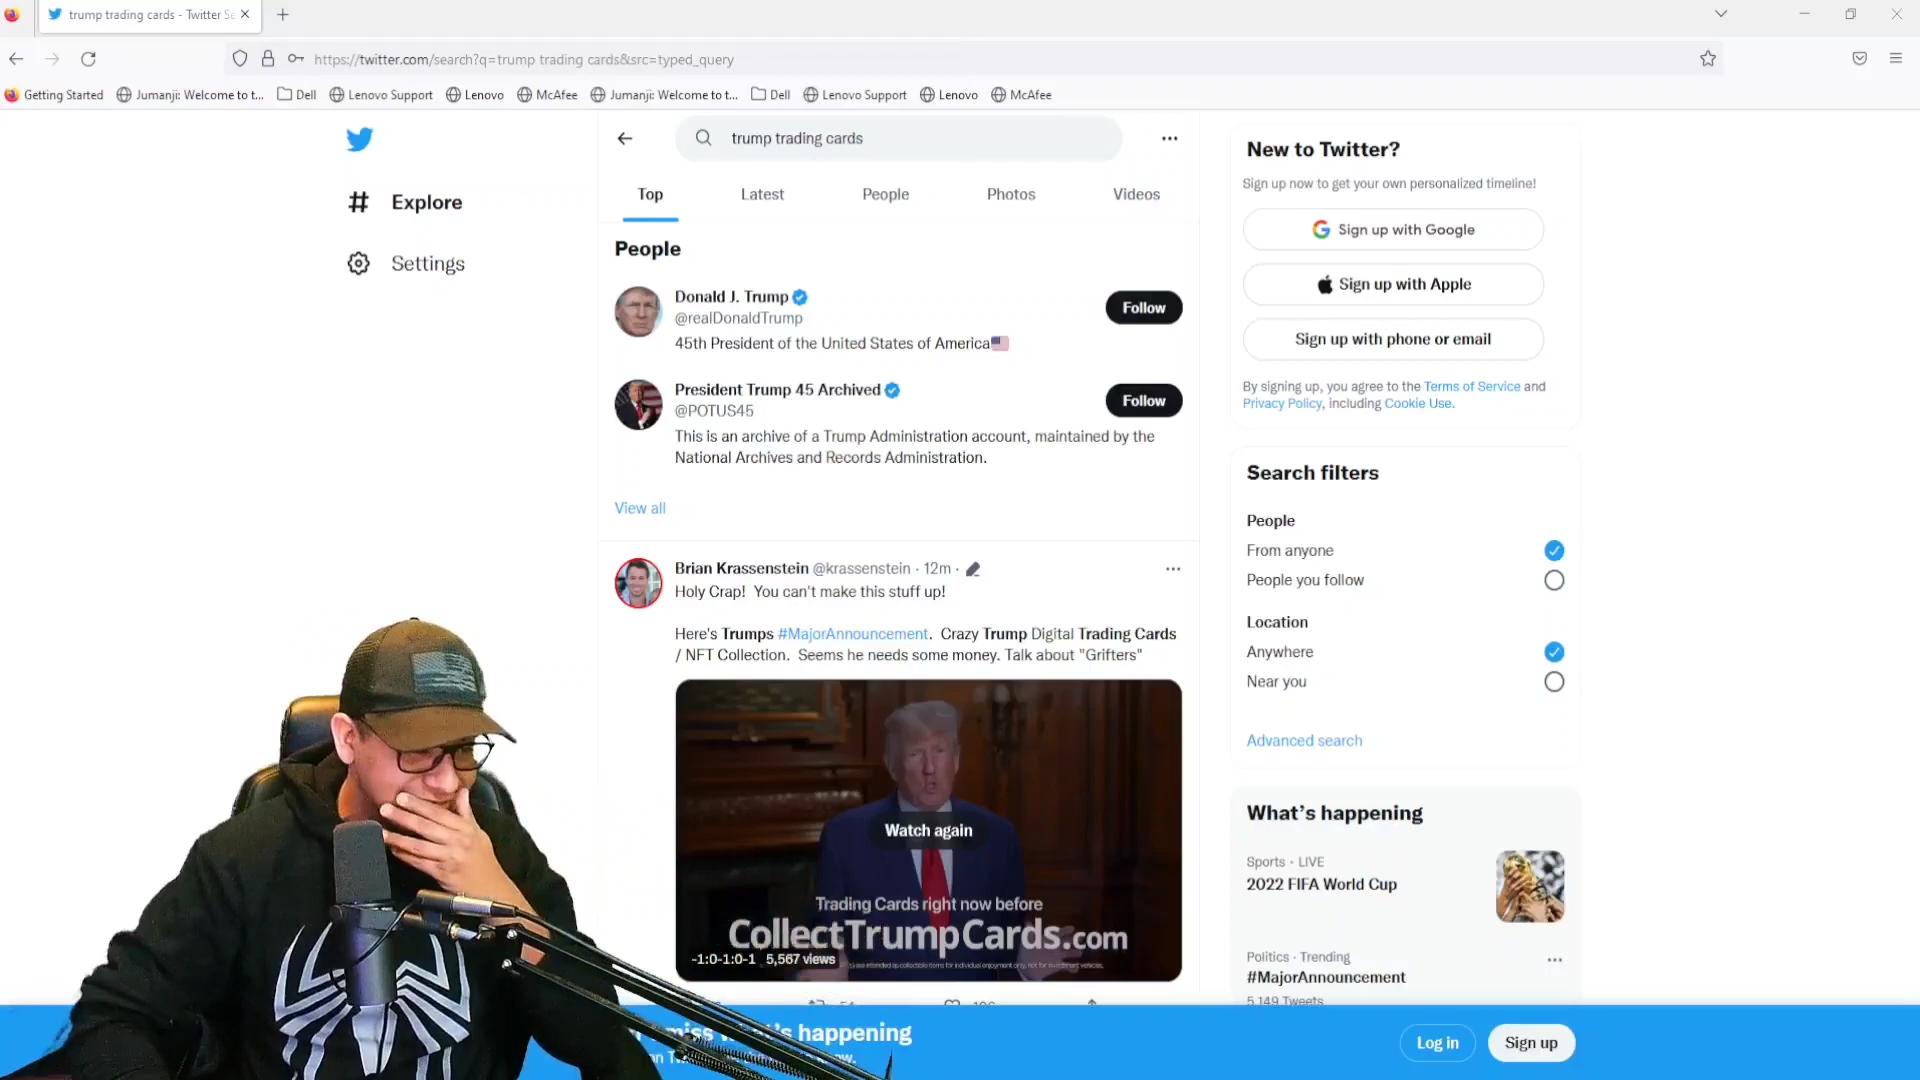 trump trading cards - Twitter Se
https://twitter.com/search?q=trump trading cards&src=typed_query
Getting Started
Jumanji: Welcome to t...
Dell
Lenovo Support
Lenovo
McAfee
Jumanji: Welcome to t...
Dell
Lenovo Support
Lenovo
McAfee
Explore
Settings
trump trading cards
Top
Latest
People
Photos
Videos
People
Donald J. Trump
@realDonaldTrump
45th President of the United States of America
Follow
President Trump 45 Archived
@POTUS45
This is an archive of a Trump Administration account, maintained by the
National Archives and Records Administration.
Follow
View all
Brian Krassenstein @krassenstein · 12m ·
Holy Crap! You can't make this stuff up!
Here's Trumps #MajorAnnouncement. Crazy Trump Digital Trading Cards
/ NFT Collection. Seems he needs some money. Talk about "Grifters"
Watch again
Trading Cards right now before
CollectTrumpCards.com
-1:0-1:0-1 5,567 views
New to Twitter?
Sign up now to get your own personalized timeline!
Sign up with Google
Sign up with Apple
Sign up with phone or email
By signing up, you agree to the Terms of Service and
Privacy Policy, including Cookie Use.
Search filters
People
From anyone
People you follow
Location
Anywhere
Near you
Advanced search
What's happening
Sports · LIVE
2022 FIFA World Cup
Politics · Trending
#MajorAnnouncement
5,149 Tweets
happening
Log in
Sign up